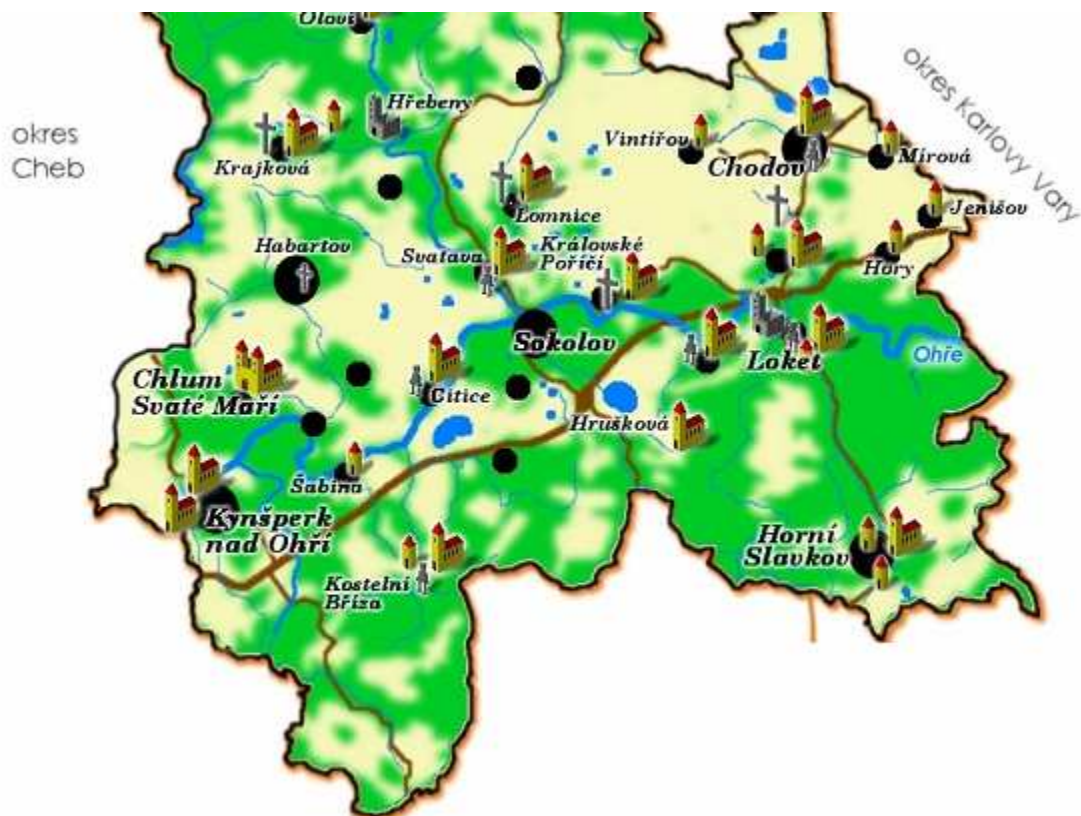 Oloví
okres
Cheb
okres Karlovy Vary
Hřebeny
Krajková
Vintířov
Chodov
Mírová
Lomnice
Jenišov
Habartov
Svatava
Královské
Poříčí
Hory
Sokolov
Loket
Ohře
Chlum
Svaté Maří
Citice
Hrušková
Šabina
Kynšperk
nad Ohří
Horní
Slavkov
Kostelní
Bříza